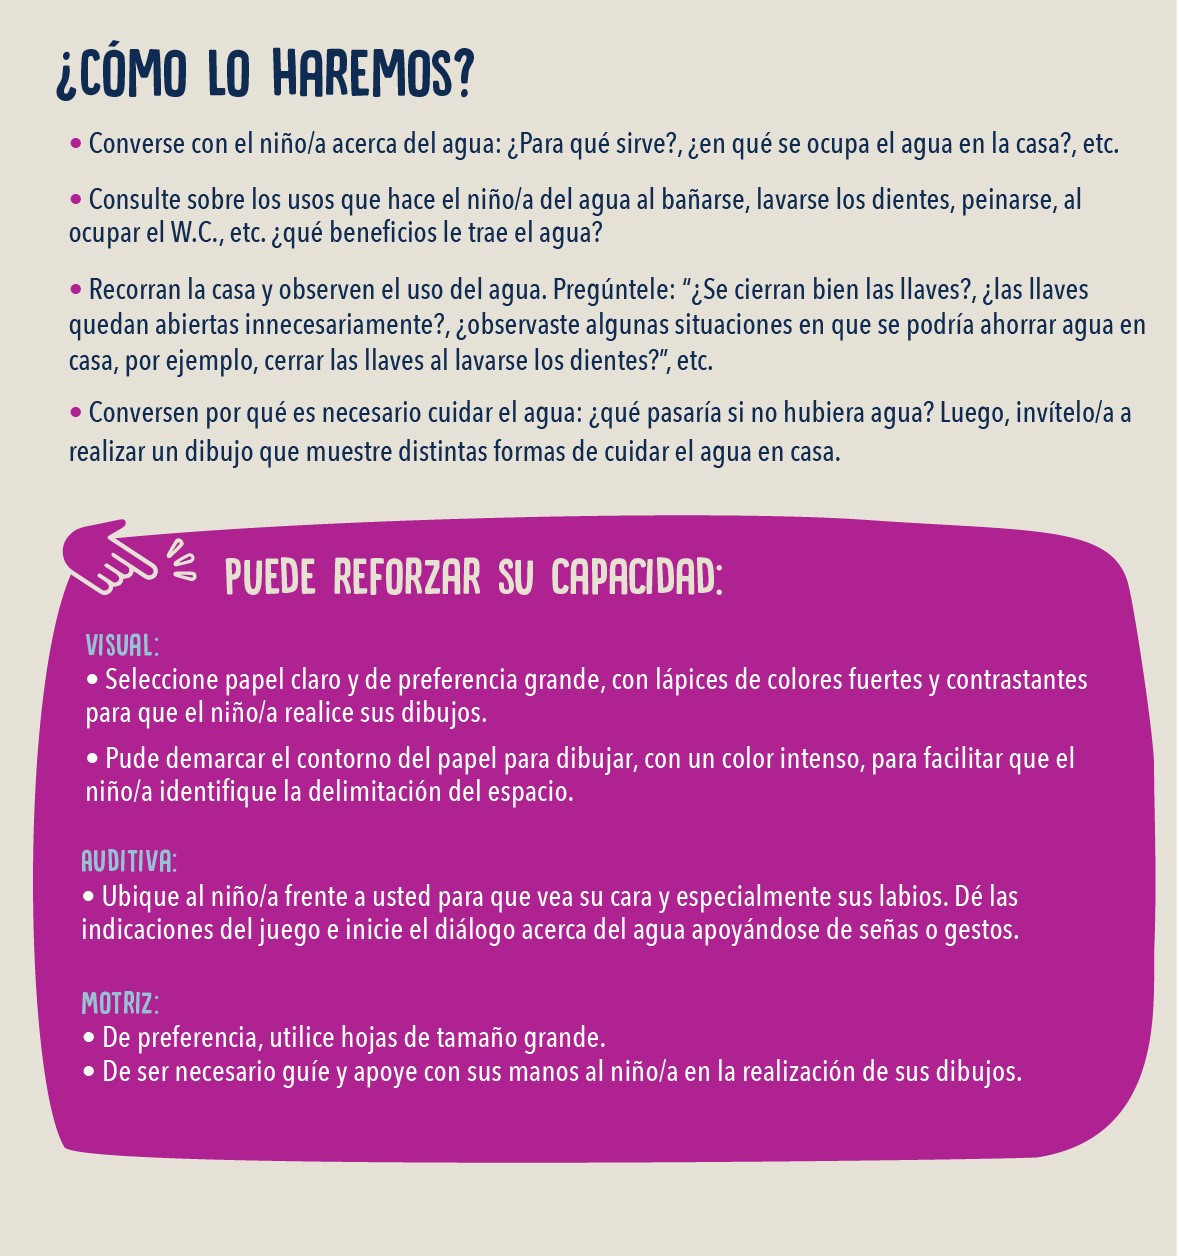 ¿CÓMO LO HAREMOS?
• Converse con el niño/a acerca del agua: ¿Para qué sirve?, ¿en qué se ocupa el agua en la casa?, etc.
• Consulte sobre los usos que hace el niño/a del agua al bañarse, lavarse los dientes, peinarse, al
ocupar el W.C., etc. ¿qué beneficios le trae el agua?
• Recorran la casa y observen el uso del agua. Pregúntele: "¿Se cierran bien las llaves?, ¿las llaves
quedan abiertas innecesariamente?, ¿observaste algunas situaciones en que se podría ahorrar agua en
casa, por ejemplo, cerrar las llaves al lavarse los dientes?", etc.
• Conversen por qué es necesario cuidar el agua: ¿qué pasaría si no hubiera agua? Luego, invítelo/a a
realizar un dibujo que muestre distintas formas de cuidar el agua en casa.
PUEDE REFORZAR SU CAPACIDAD:
VISUAL:
• Seleccione papel claro y de preferencia grande, con lápices de colores fuertes y contrastantes
para que el niño/a realice sus dibujos.
• Pude demarcar el contorno del papel para dibujar, con un color intenso, para facilitar que el
niño/a identifique la delimitación del espacio.
AUDITIVA:
• Ubique al niño/a frente a usted para que vea su cara y especialmente sus labios. Dé las
indicaciones del juego e inicie el diálogo acerca del agua apoyándose de señas o gestos.
MOTRIZ:
• De preferencia, utilice hojas de tamaño grande.
• De ser necesario guíe y apoye con sus manos al niño/a en la realización de sus dibujos.